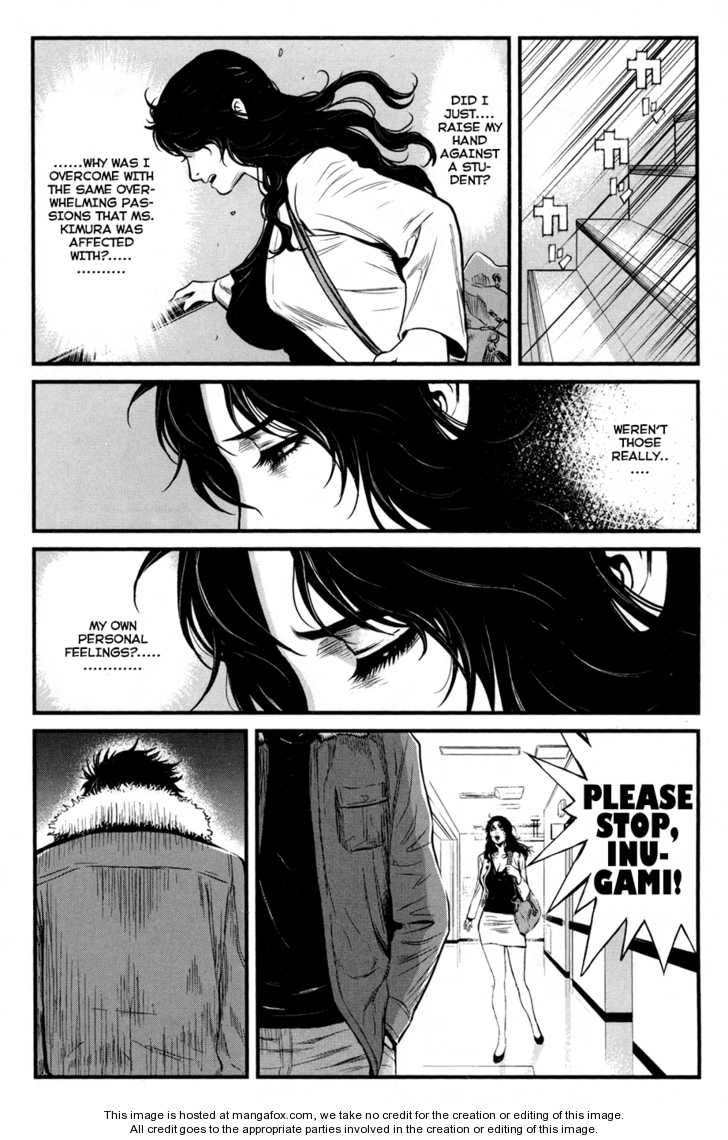 カッ
カッ
カッ
DID I
JUST....
RAISE MY
HAND
AGAINST
A STU-
DENT?
......WHY WAS I
OVERCOME WITH
THE SAME OVER-
WHELMING PAS-
SIONS THAT MS.
KIMURA WAS
AFFECTED
WITH?.....
..........
WEREN'T
THOSE
REALLY..
....
MY OWN
PERSONAL
FEELINGS?.....
............
PLEASE
STOP,
INU-
GAMI!
This image is hosted at mangafox.com, we take no credit for the creation or editing of this image.
All credit goes to the appropriate parties involved in the creation or editing of this image.